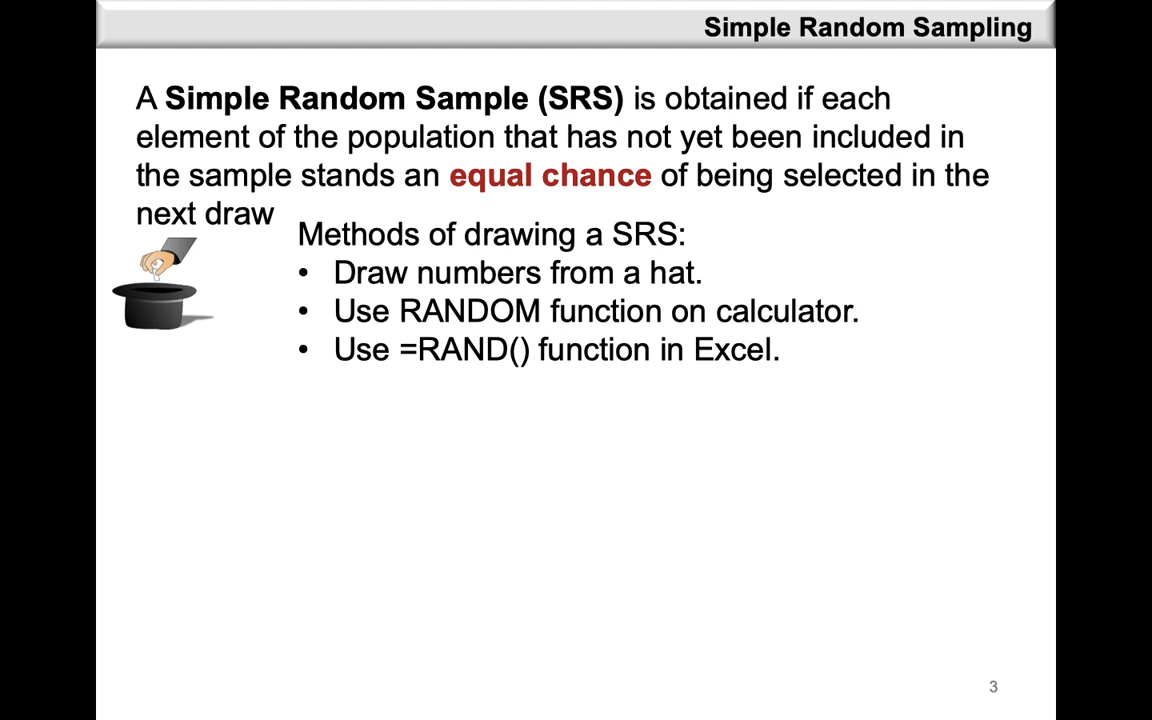 Simple Random Sampling
A Simple Random Sample (SRS) is obtained if each
element of the population that has not yet been included in
the sample stands an equal chance of being selected in the
next draw
Methods of drawing a SRS:
• Draw numbers from a hat.
• Use RANDOM function on calculator.
• Use =RAND() function in Excel.
3